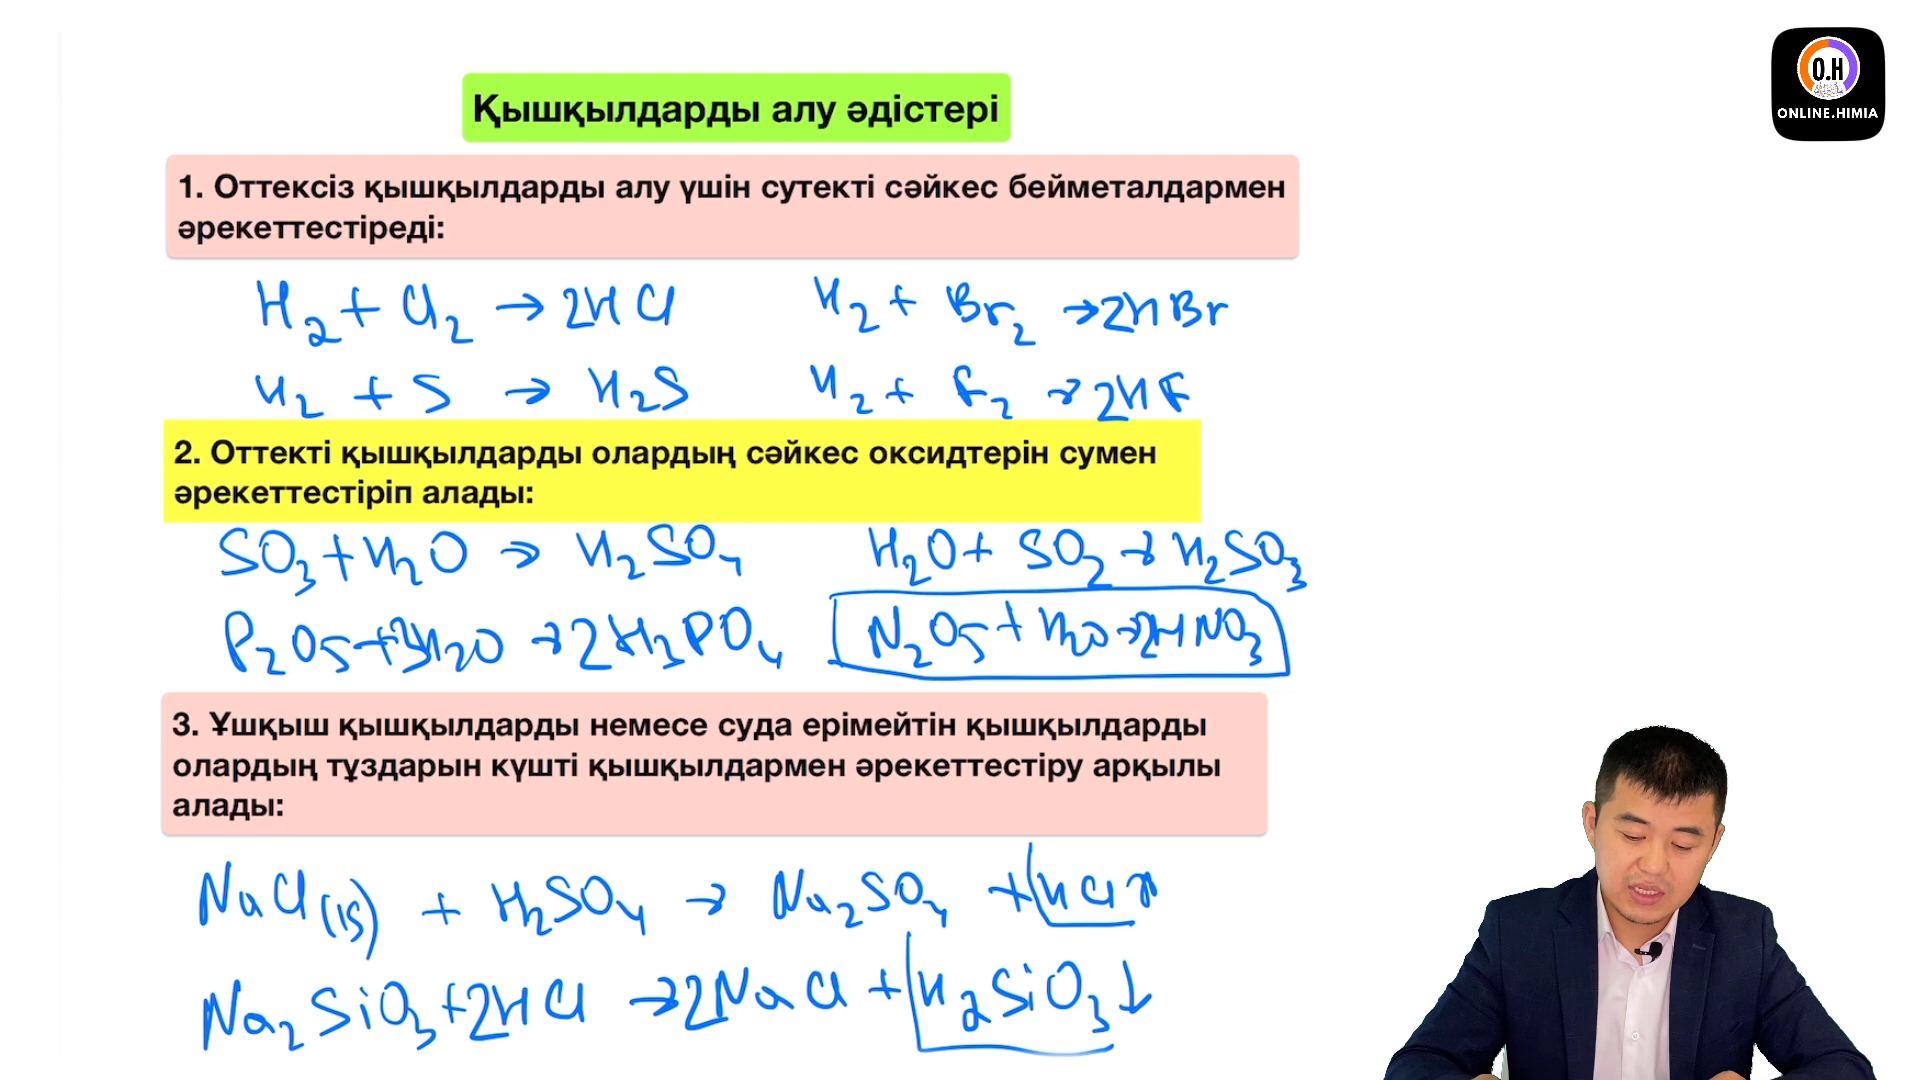 Қышқылдарды алу әдістері
O.H
ONLINE.HIMIA
1. Оттексіз қышқылдарды алу үшін сутекті сәйкес бейметалдармен
әрекеттестіреді:
H₂ + Cl₂ → 2HCl
H₂ + Br₂ → 2HBr
H₂ + S → H₂S
H₂ + F₂ → 2HF
2. Оттекті қышқылдарды олардың сәйкес оксидтерін сумен
әрекеттестіріп алады:
SO₃ + H₂O → H₂SO₄
H₂O + SO₂ → H₂SO₃
P₂O₅ + 3H₂O → 2H₃PO₄
N₂O₅ + H₂O → 2HNO₃
3. Ұшқыш қышқылдарды немесе суда ерімейтін қышқылдарды
олардың тұздарын күшті қышқылдармен әрекеттестіру арқылы
алады:
NaCl + H₂SO₄ → Na₂SO₄ + HCl↑
Na₂SiO₃ + 2HCl → 2NaCl + H₂SiO₃↓